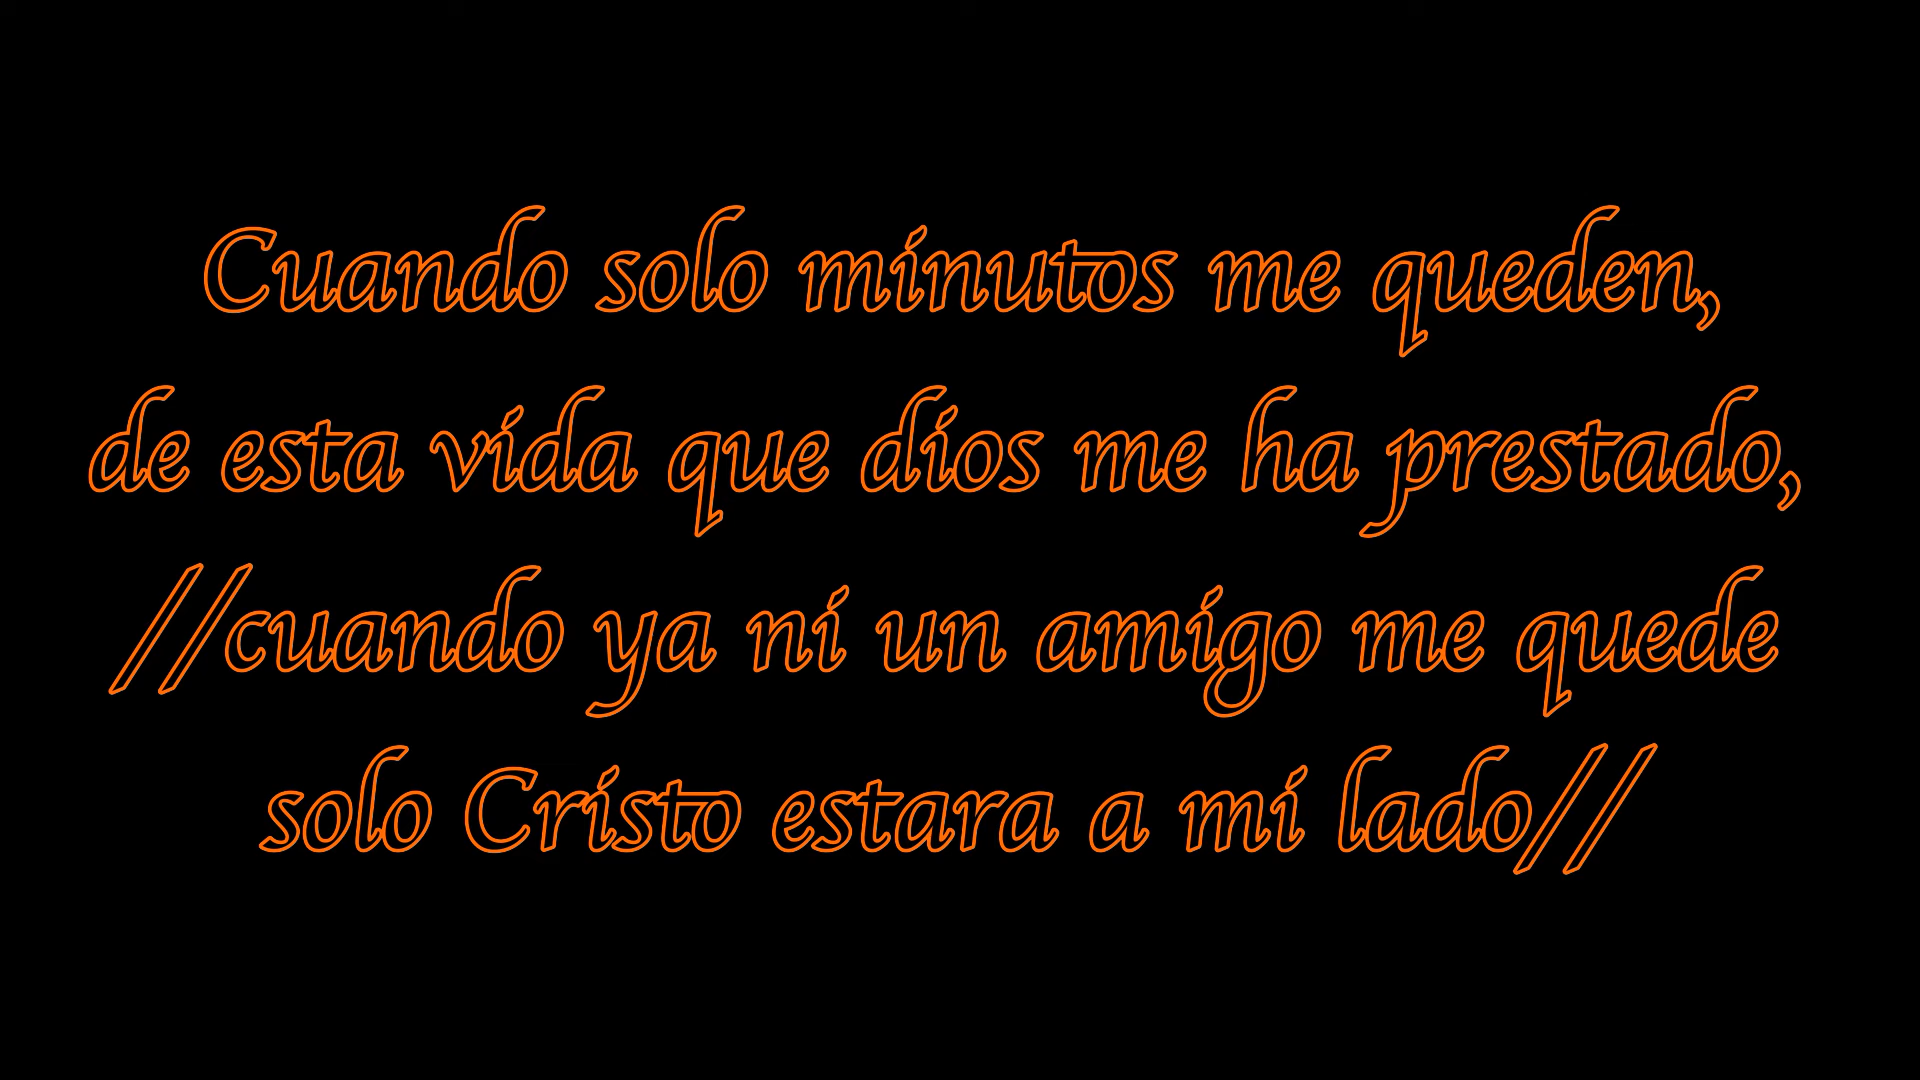 Cuando solo minutos me queden,
de esta vida que dios me ha prestado,
//cuando ya ni un amigo me quede
solo Cristo estara a mi lado//